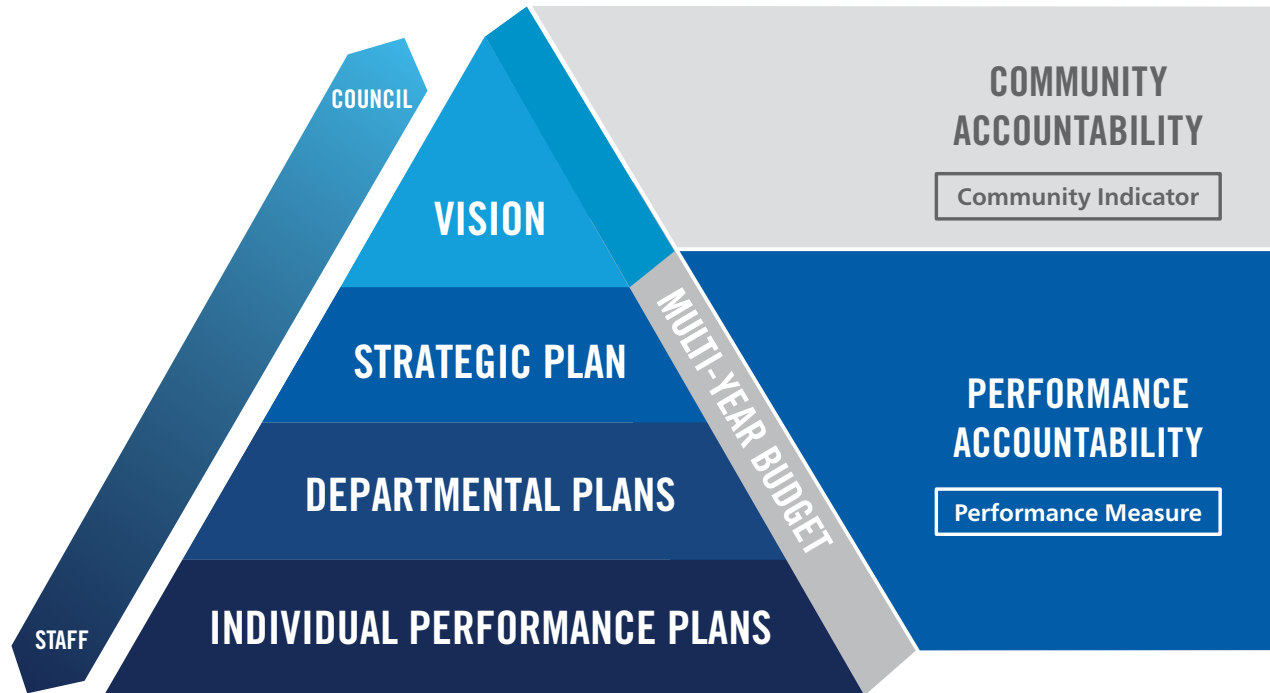 COUNCIL
STAFF
VISION
STRATEGIC PLAN
DEPARTMENTAL PLANS
INDIVIDUAL PERFORMANCE PLANS
MULTI-YEAR BUDGET
COMMUNITY
ACCOUNTABILITY
Community Indicator
PERFORMANCE
ACCOUNTABILITY
Performance Measure